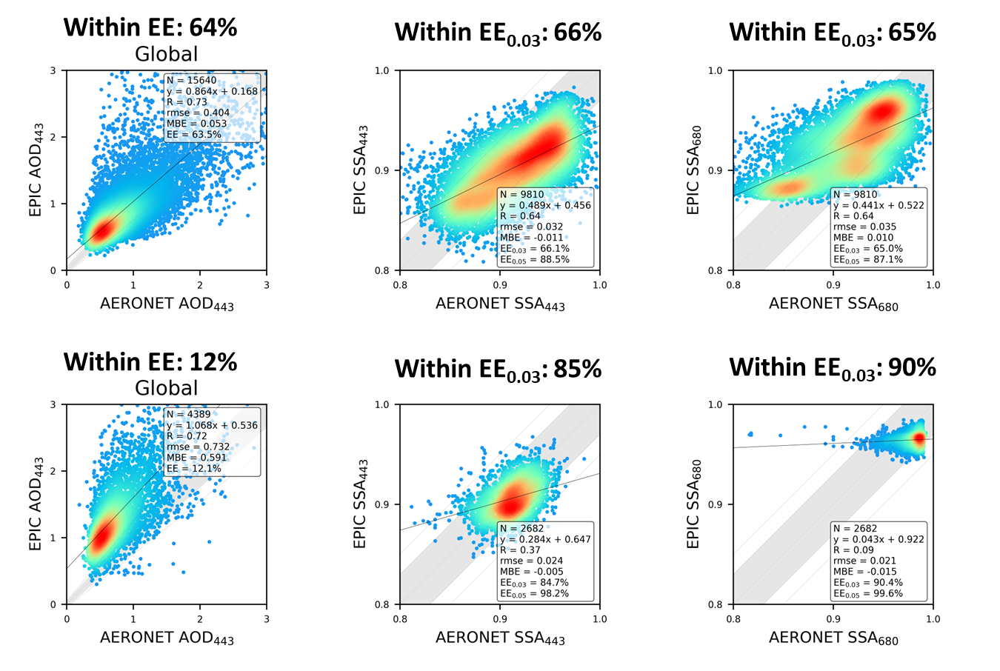 Within EE: 64%
Global
3
2
1
0
0
1
2
3
EPIC AOD443
AERONET AOD443
N = 15640
y = 0.864x + 0.168
R = 0.73
rmse = 0.404
MBE = 0.053
EE = 63.5%
Within EE0.03: 66%
1.0
0.9
0.8
0.8
0.9
1.0
EPIC SSA443
AERONET SSA443
N = 9810
y = 0.489x + 0.456
R = 0.64
rmse = 0.032
MBE = -0.011
EE0.03 = 66.1%
EE0.05 = 88.5%
Within EE0.03: 65%
1.0
0.9
0.8
0.8
0.9
1.0
EPIC SSA680
AERONET SSA680
N = 9810
y = 0.441x + 0.522
R = 0.64
rmse = 0.035
MBE = 0.010
EE0.03 = 65.0%
EE0.05 = 87.1%
Within EE: 12%
Global
3
2
1
0
0
1
2
3
EPIC AOD443
AERONET AOD443
N = 4389
y = 1.068x + 0.536
R = 0.72
rmse = 0.732
MBE = 0.591
EE = 12.1%
Within EE0.03: 85%
1.0
0.9
0.8
0.8
0.9
1.0
EPIC SSA443
AERONET SSA443
N = 2682
y = 0.284x + 0.647
R = 0.37
rmse = 0.024
MBE = -0.005
EE0.03 = 84.7%
EE0.05 = 98.2%
Within EE0.03: 90%
1.0
0.9
0.8
0.8
0.9
1.0
EPIC SSA680
AERONET SSA680
N = 2682
y = 0.043x + 0.922
R = 0.09
rmse = 0.021
MBE = -0.015
EE0.03 = 90.4%
EE0.05 = 99.6%